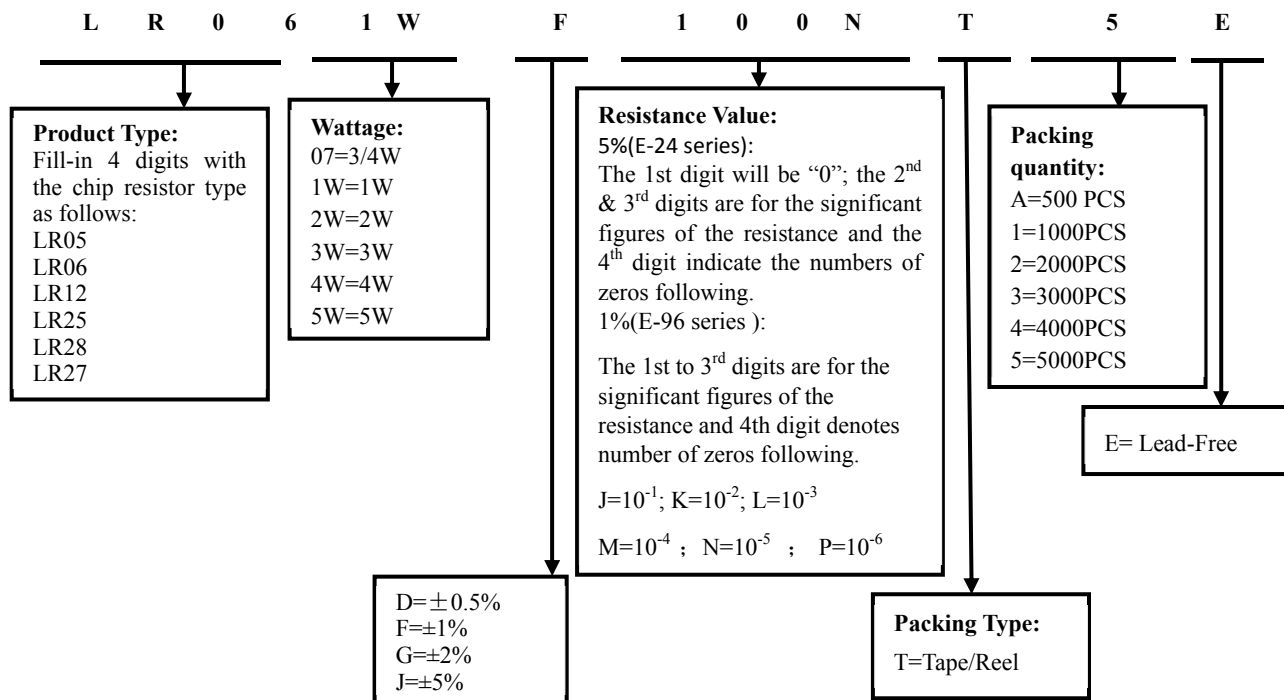 L R 0 6 1 W F 1 0 0 N T 5 E
Product Type:
Fill-in 4 digits with
the chip resistor type
as follows:
LR05
LR06
LR12
LR25
LR28
LR27
Wattage:
07=3/4W
1W=1W
2W=2W
3W=3W
4W=4W
5W=5W
D=±0.5%
F=±1%
G=±2%
J=±5%
Resistance Value:
5%(E-24 series):
The 1st digit will be “0”; the 2nd
& 3rd digits are for the significant
figures of the resistance and the
4th digit indicate the numbers of
zeros following.
1%(E-96 series ):
The 1st to 3rd digits are for the
significant figures of the
resistance and 4th digit denotes
number of zeros following.
J=10-1; K=10-2; L=10-3
M=10-4 ； N=10-5 ； P=10-6
Packing Type:
T=Tape/Reel
Packing
quantity:
A=500 PCS
1=1000PCS
2=2000PCS
3=3000PCS
4=4000PCS
5=5000PCS
E= Lead-Free